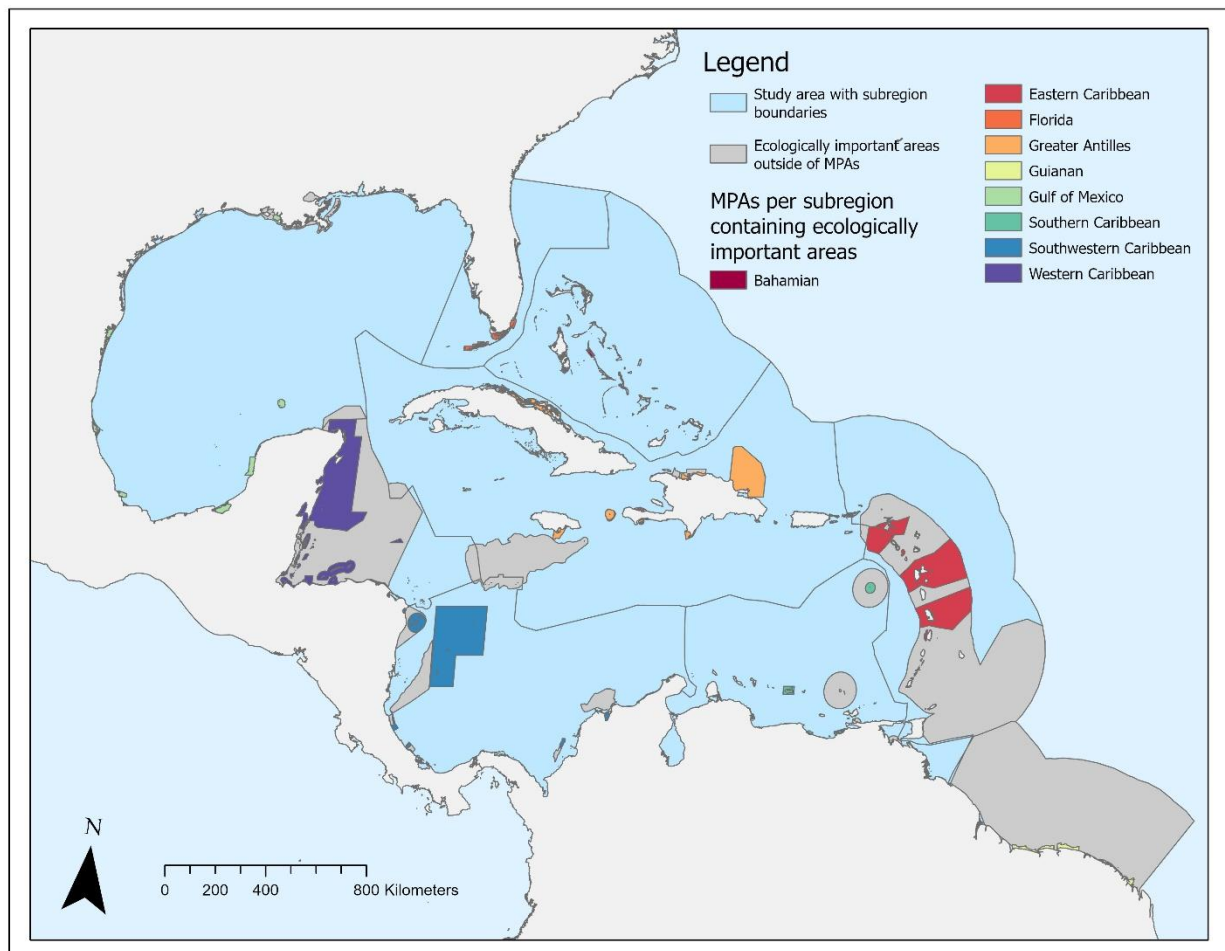 Legend
Study area with subregion
boundaries
Ecologically important areas
outside of MPAs
MPAs per subregion
containing ecologically
important areas
Bahamian
Eastern Caribbean
Florida
Greater Antilles
Guianan
Gulf of Mexico
Southern Caribbean
Southwestern Caribbean
Western Caribbean
N
0 200 400 800 Kilometers